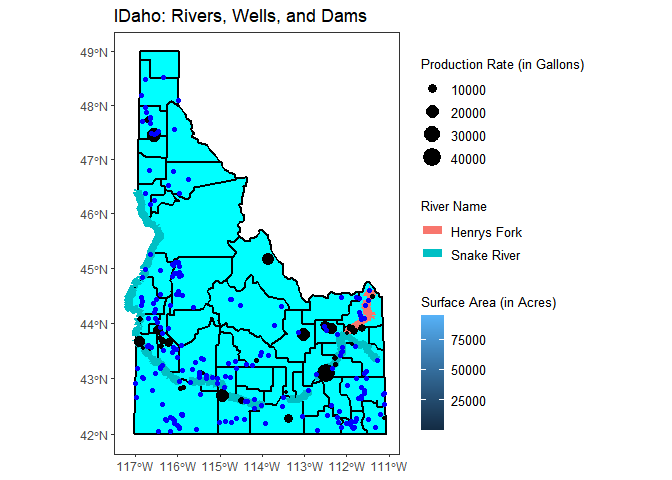 IDaho: Rivers, Wells, and Dams
49°N
48°N
47°N
46°N
45°N
44°N
43°N
42°N
117°W 116°W 115°W 114°W 113°W 112°W 111°W
Production Rate (in Gallons)
10000
20000
30000
40000
River Name
Henrys Fork
Snake River
Surface Area (in Acres)
75000
50000
25000